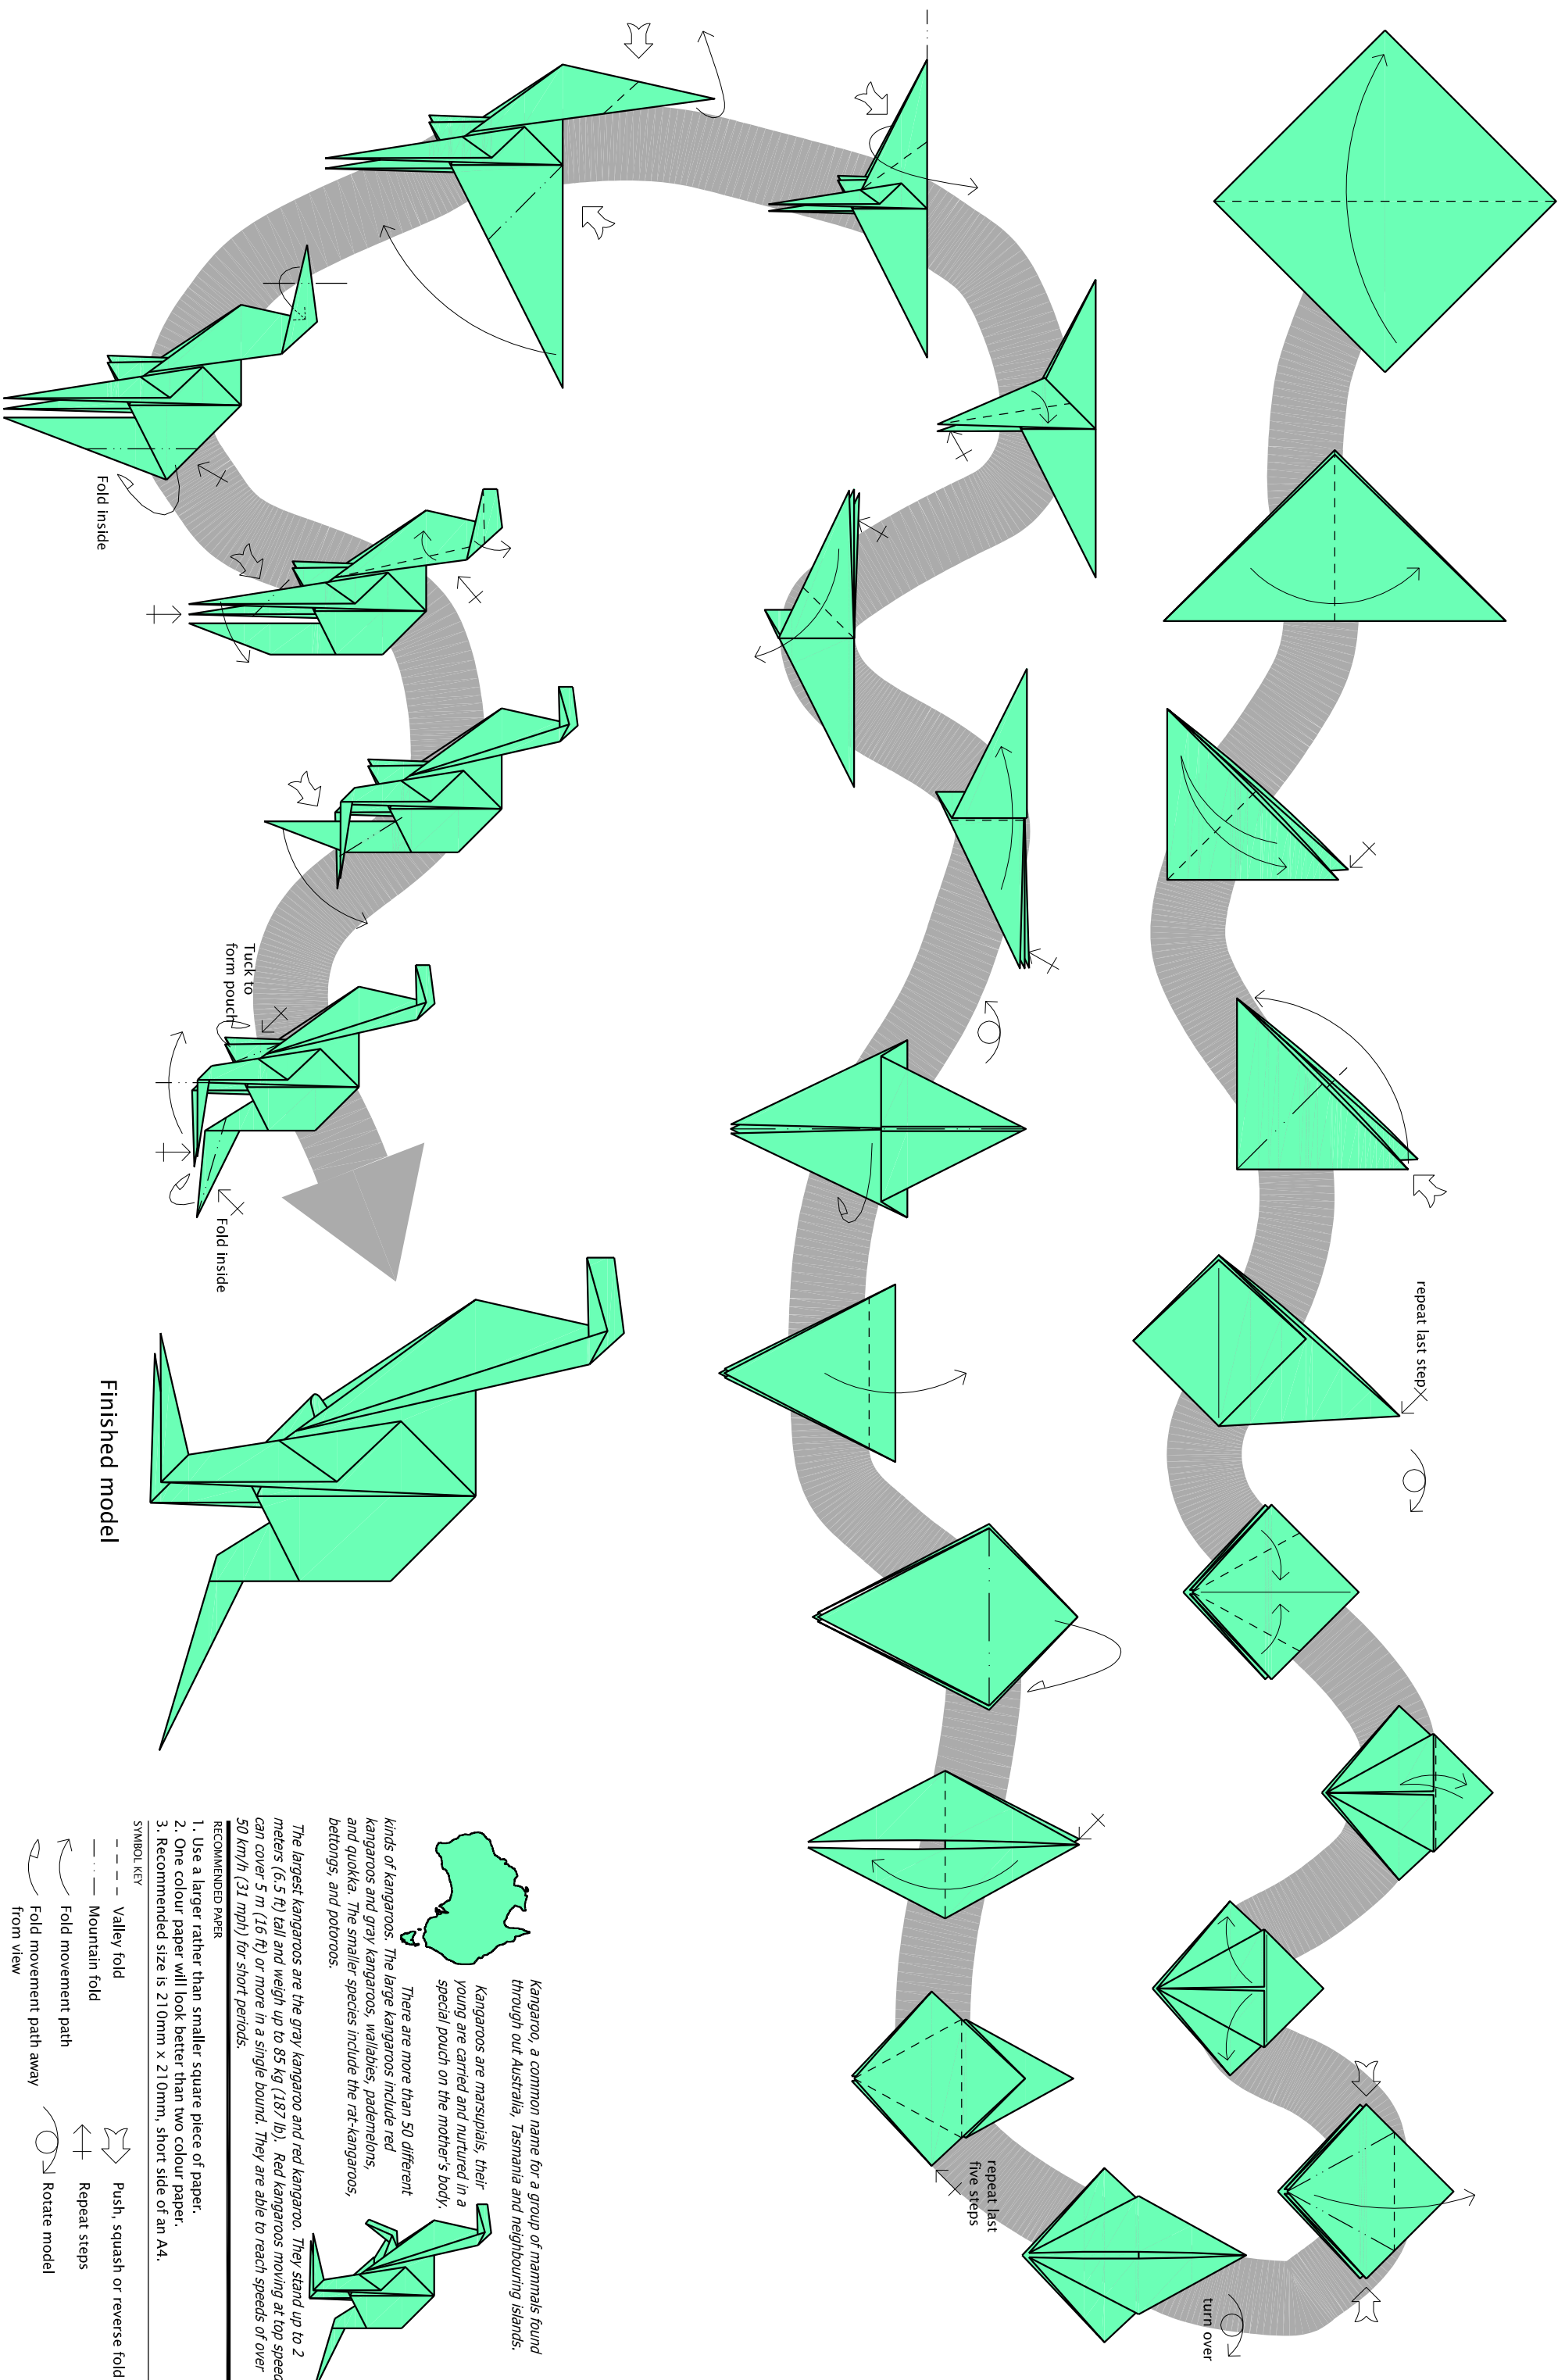 repeat last step
turn over
repeat last
five steps
Fold inside
Tuck to
form pouch
Fold inside
Finished model
Kangaroo, a common name for a group of mammals found
through out Australia, Tasmania and neighbouring islands.
Kangaroos are marsupials, their
young are carried and nurtured in a
special pouch on the mother's body.
There are more than 50 different
kinds of kangaroos. The large kangaroos include red
kangaroos and gray kangaroos, wallabies, pademelons,
and quokka. The smaller species include the rat-kangaroos,
bettongs, and potoroos.
The largest kangaroos are the gray kangaroo and red kangaroo. They stand up to 2
meters (6.5 ft) tall and weigh up to 85 kg (187 lb). Red kangaroos moving at top speed
can cover 5 m (16 ft) or more in a single bound. They are able to reach speeds of over
50 km/h (31 mph) for short periods.
RECOMMENDED PAPER
1. Use a larger rather than smaller square piece of paper.
2. One colour paper will look better than two colour paper.
3. Recommended size is 210mm x 210mm, short side of an A4.
SYMBOL KEY
Valley fold
Mountain fold
Fold movement path
Fold movement path away
from view
Push, squash or reverse fold
Repeat steps
Rotate model